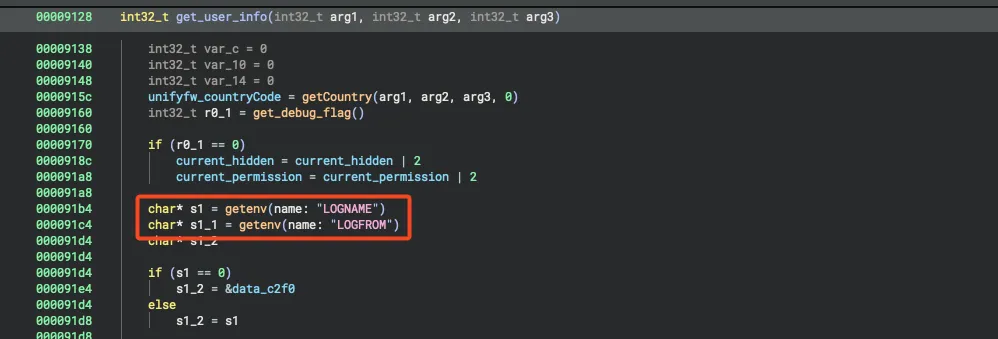 00009128 int32_t get_user_info(int32_t arg1, int32_t arg2, int32_t arg3)
00009138 int32_t var_c = 0
00009140 int32_t var_10 = 0
00009148 int32_t var_14 = 0
0000915c unifyfw_countryCode = getCountry(arg1, arg2, arg3, 0)
00009160 int32_t r0_1 = get_debug_flag()
00009160
00009170 if (r0_1 == 0)
0000918c current_hidden = current_hidden | 2
000091a8 current_permission = current_permission | 2
000091a8
000091b4 char* s1 = getenv(name: "LOGNAME")
000091c4 char* s1_1 = getenv(name: "LOGFROM")
000091d4 char* s1_2
000091d4
000091d4 if (s1 == 0)
000091e4 s1_2 = &data_c2f0
000091d4 else
000091d8 s1_2 = s1
000091d8